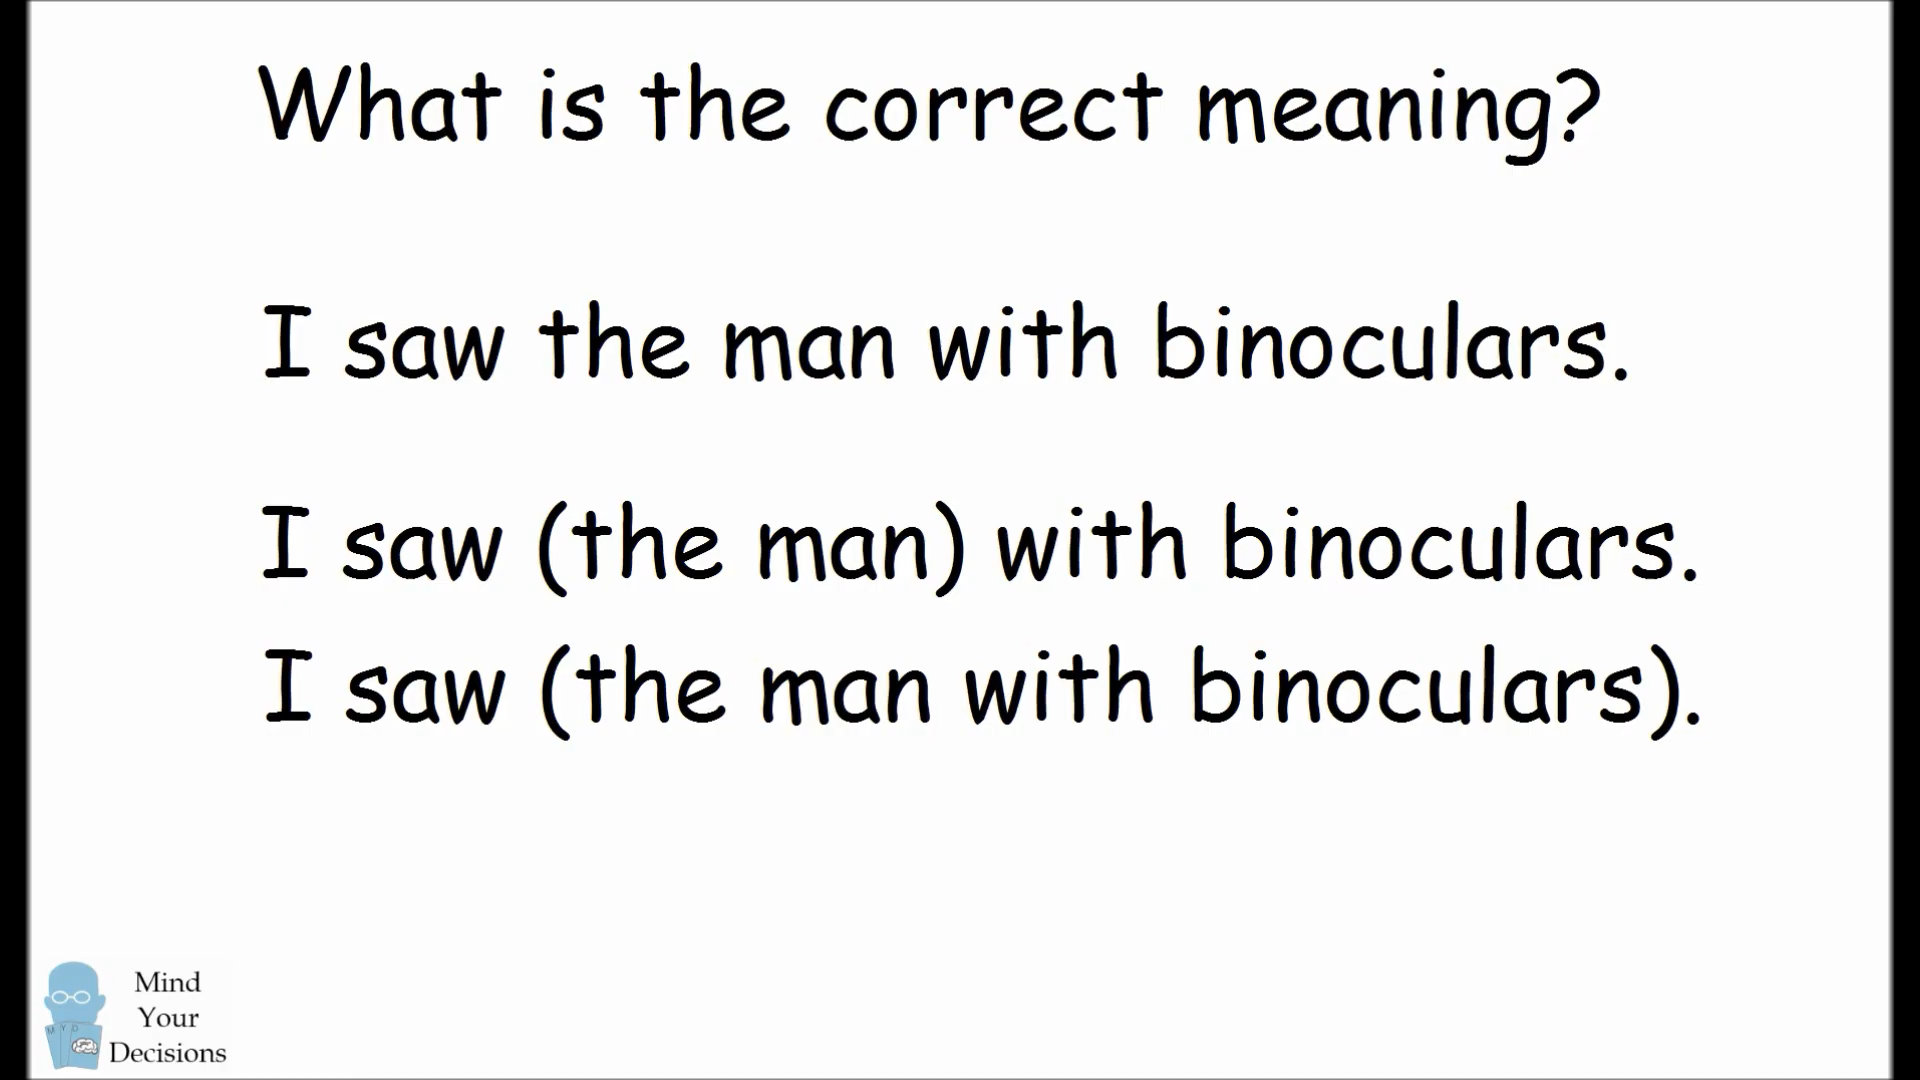 What is the correct meaning?
I saw the man with binoculars.
I saw (the man) with binoculars.
I saw (the man with binoculars).
M Y D
Mind
Your
Decisions